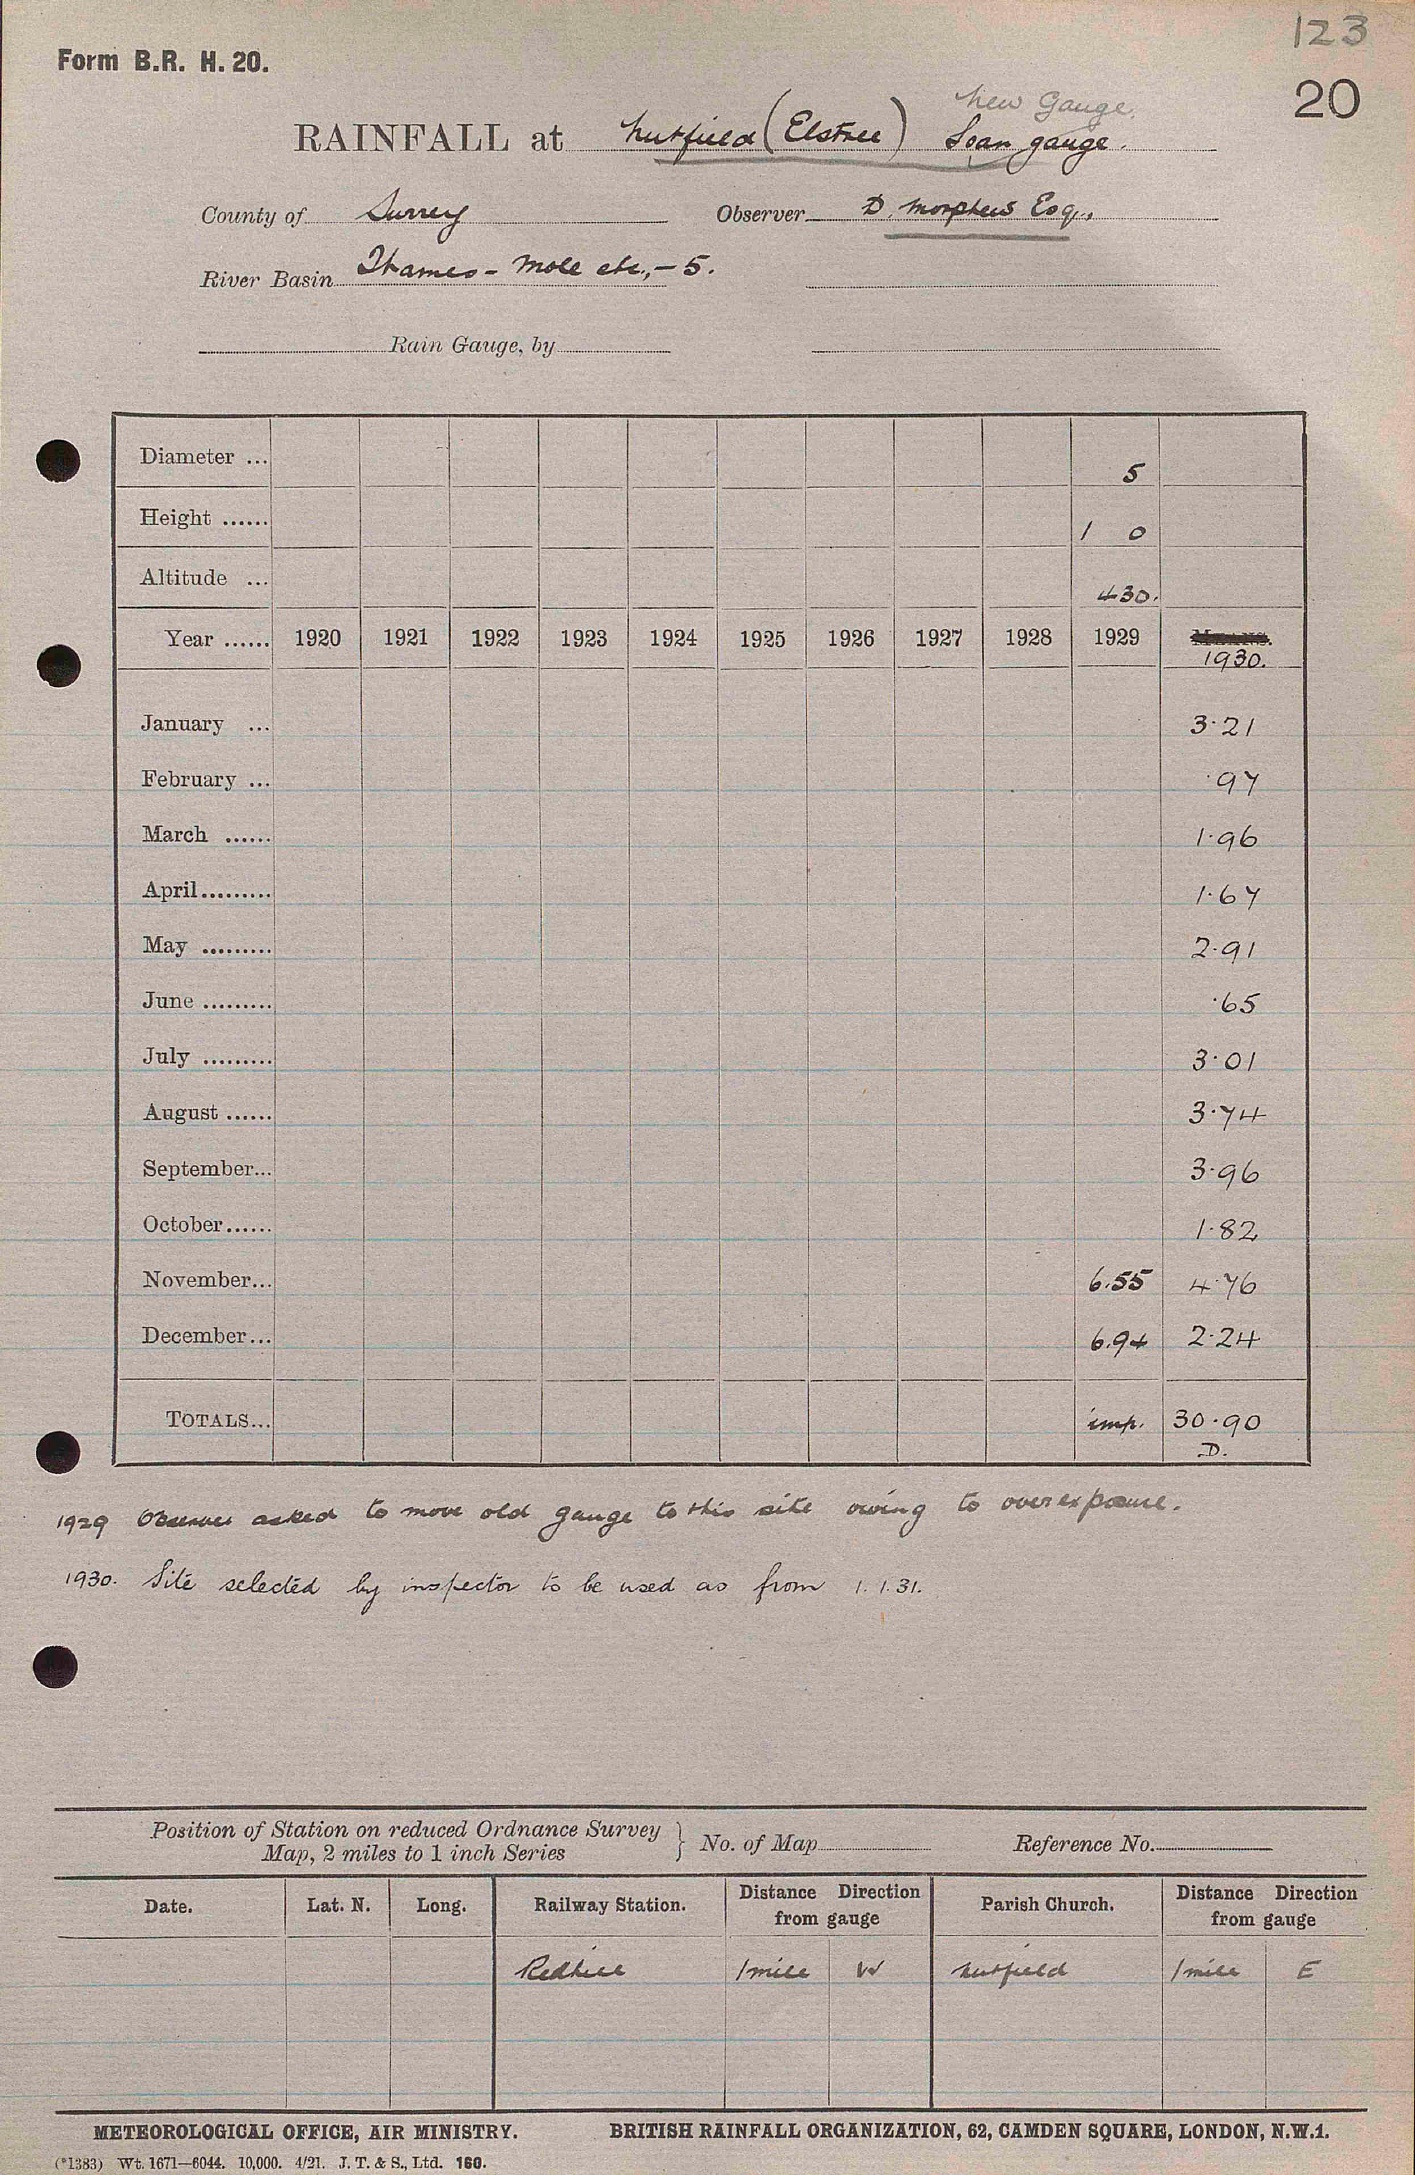 123
Form B.R. H. 20.
20
New Gauge.
RAINFALL at Nutfield (Elstree) Loan gauge.
County of Surrey Observer D. Morpheus Esq.,
River Basin Thames - Mole etc., - 5.
Rain Gauge, by
Diameter ... 5
Height ...... 1 0
Altitude ... 430.
Year ...... 1920 1921 1922 1923 1924 1925 1926 1927 1928 1929 1930.
January ... 3.21
February ... .97
March ...... 1.96
April......... 1.67
May ......... 2.91
June ......... .65
July ......... 3.01
August ...... 3.74
September... 3.96
October...... 1.82
November... 6.55 4.76
December... 6.94 2.24
TOTALS... imp. 30.90
D.
1929 Observer asked to move old gauge to this site owing to over exposure.
1930. Site selected by inspector to be used as from 1.1.31.
Position of Station on reduced Ordnance Survey
Map, 2 miles to 1 inch Series } No. of Map Reference No.
Date. Lat. N. Long. Railway Station. Distance Direction from gauge Parish Church. Distance Direction from gauge
Redhill 1 mile W Nutfield 1 mile E
METEOROLOGICAL OFFICE, AIR MINISTRY. BRITISH RAINFALL ORGANIZATION, 62, CAMDEN SQUARE, LONDON, N.W.1.
(*1383) Wt. 1671—6044. 10,000. 4/21. J. T. & S., Ltd. 160.